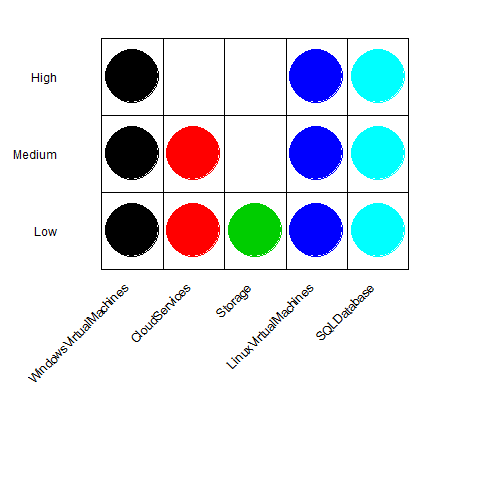 High
Medium
Low
WindowsVirtualMachines
CloudServices
Storage
LinuxVirtualMachines
SQLDatabase